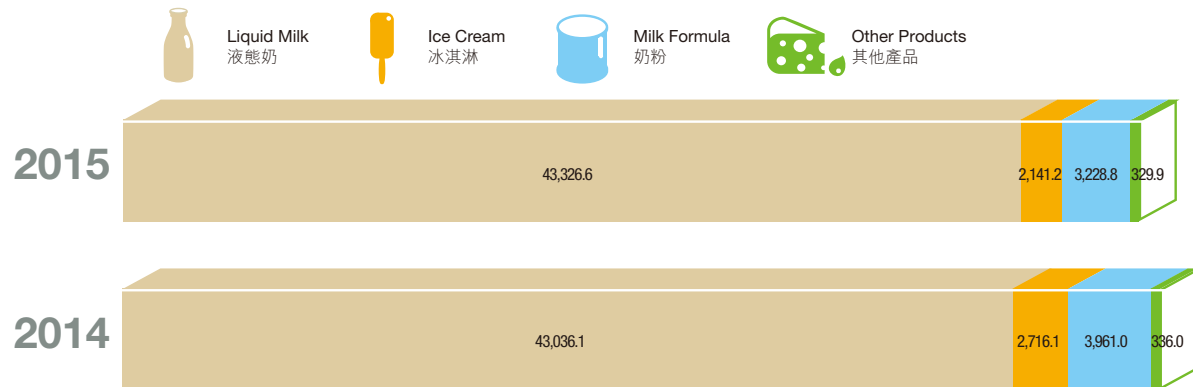 Liquid Milk
液態奶
Ice Cream
冰淇淋
Milk Formula
奶粉
Other Products
其他產品
2015
43,326.6
2,141.2
3,228.8
329.9
2014
43,036.1
2,716.1
3,961.0
336.0